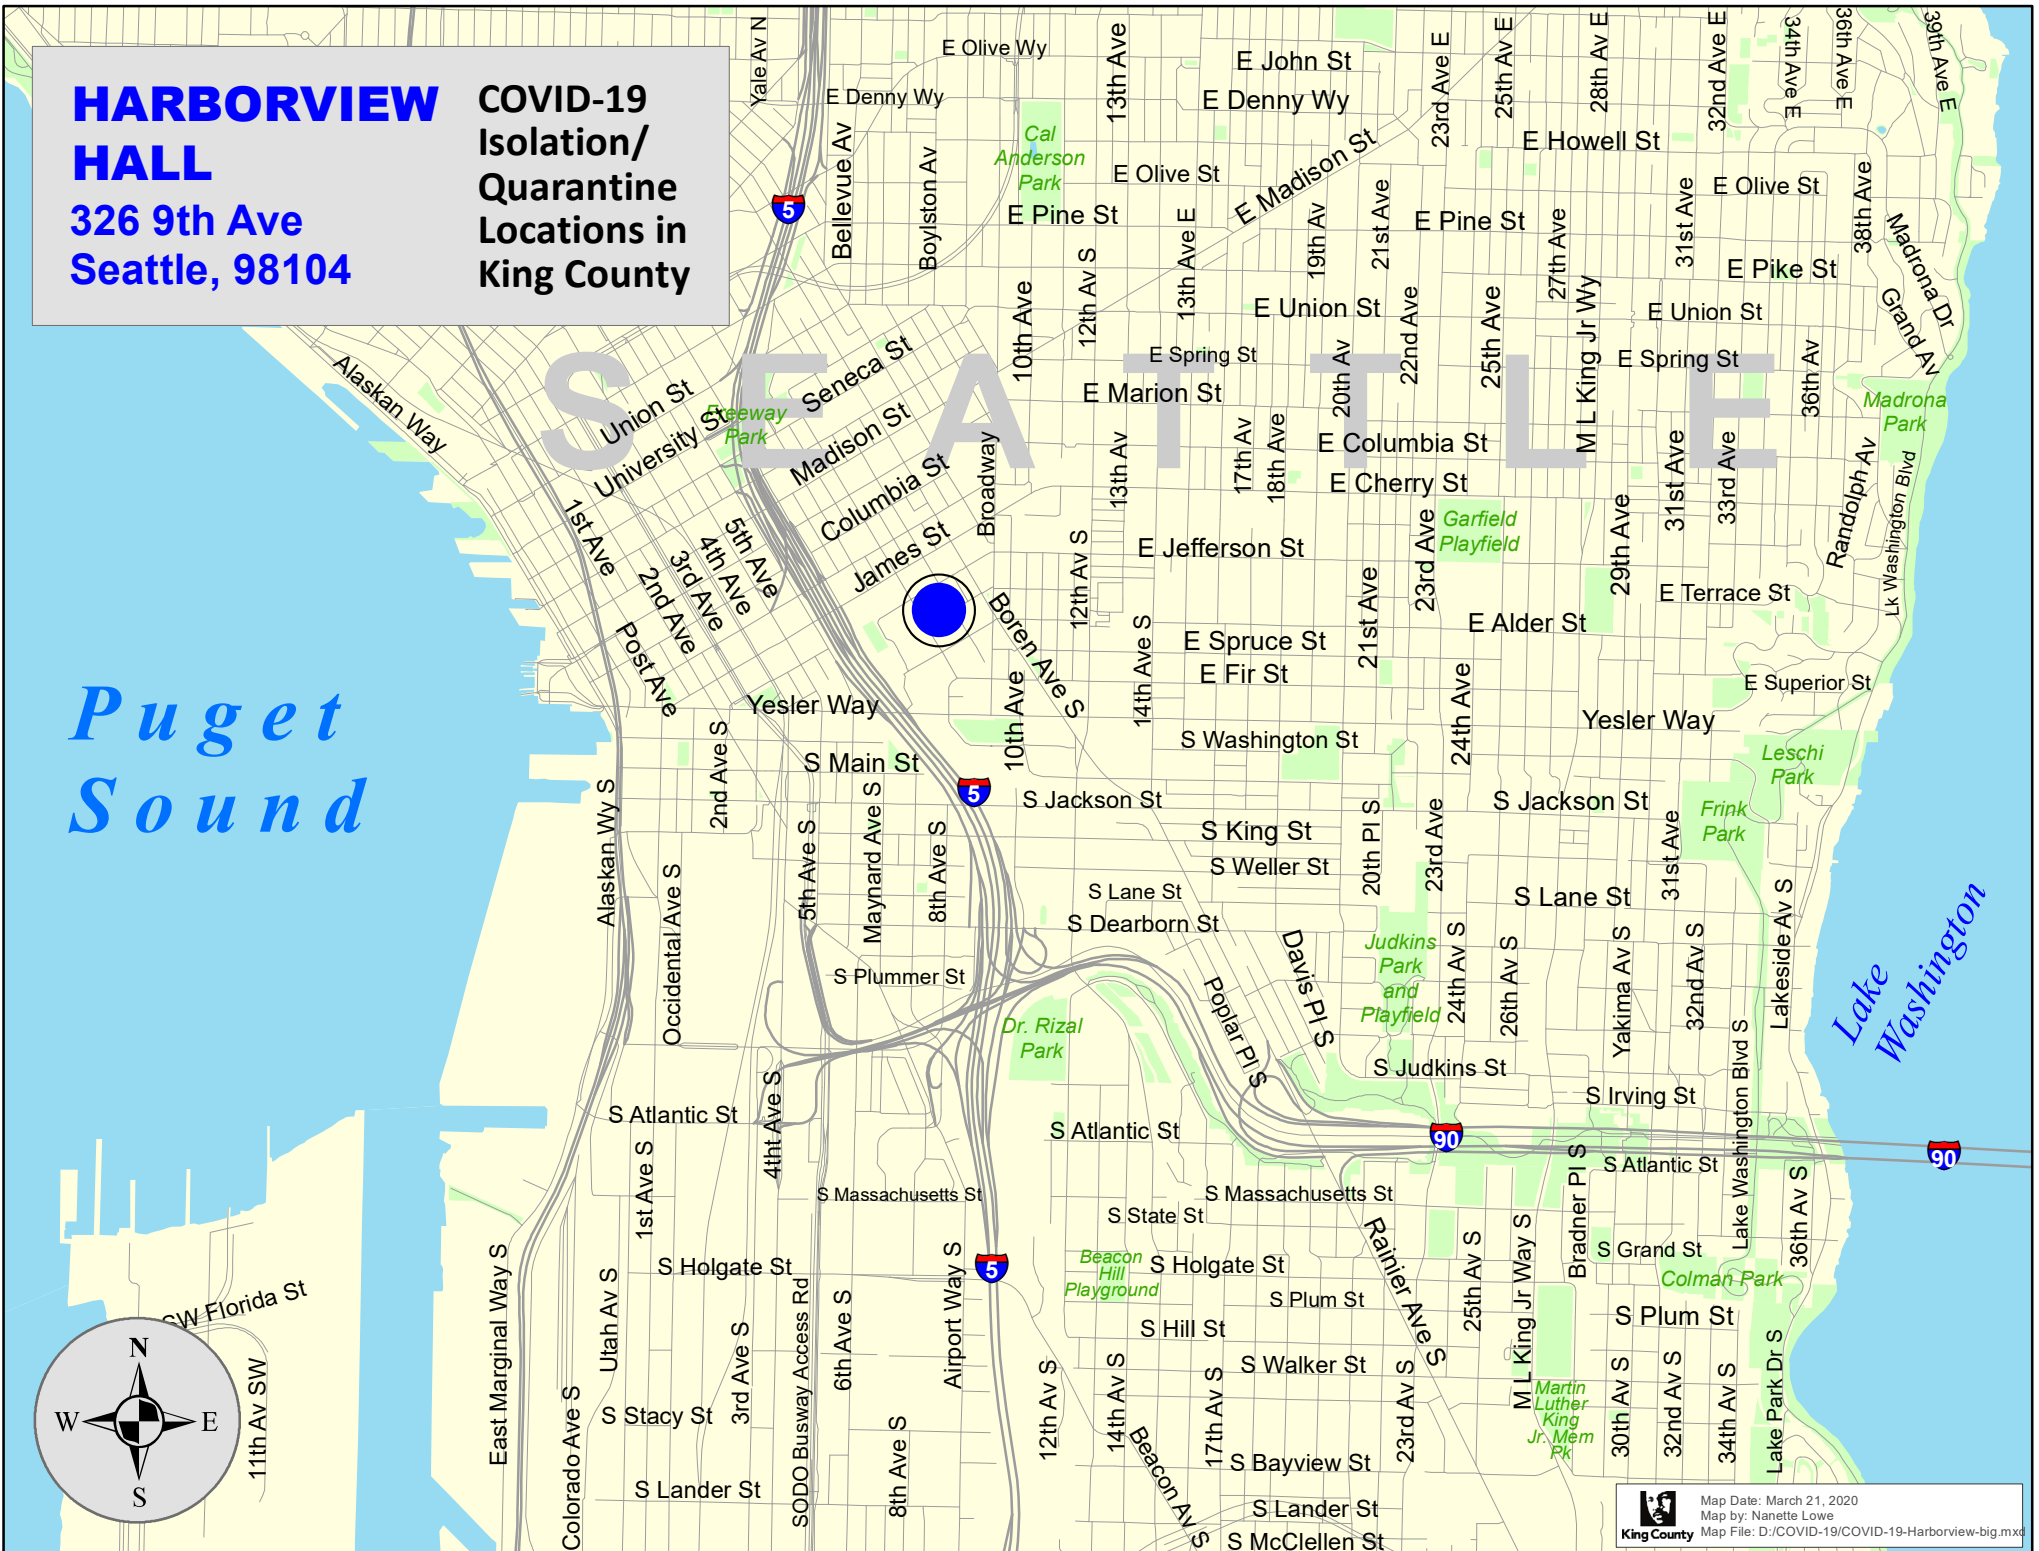 HARBORVIEW
HALL
326 9th Ave
Seattle, 98104
COVID-19
Isolation/
Quarantine
Locations in
King County
SEATTLE
Puget
Sound
Lake
Washington
Yale Av N
E Olive Wy
E Denny Wy
Bellevue Av
Boylston Av
5
Cal
Anderson
Park
13th Ave
E John St
E Denny Wy
E Olive St
E Pine St
E Madison St
23rd Ave E
25th Av E
28th Av E
32nd Ave E
34th Ave E
36th Av E
39th Ave E
E Howell St
E Olive St
38th Ave
13th Ave E
19th Av
21st Ave
E Pine St
27th Ave
31st Ave
E Pike St
Madrona Dr
Grand Av
10th Ave
12th Av S
E Union St
22nd Ave
25th Ave
M L King Jr Wy
E Union St
E Spring St
E Marion St
20th Av
E Spring St
36th Av
Madrona
Park
Alaskan Way
Union St
University St
Freeway
Park
Seneca St
Madison St
Columbia St
James St
Broadway
13th Av
17th Av
18th Ave
E Columbia St
E Cherry St
31st Ave
33rd Ave
Randolph Av
Lk Washington Blvd
1st Ave
5th Ave
4th Ave
3rd Ave
2nd Ave
Post Ave
Boren Ave S
12th Av S
E Jefferson St
23rd Ave
Garfield
Playfield
29th Ave
E Terrace St
21st Ave
E Alder St
14th Ave S
E Spruce St
E Fir St
24th Ave
E Superior St
Yesler Way
10th Ave
Yesler Way
S Washington St
Leschi
Park
2nd Ave S
S Main St
5
S Jackson St
S Jackson St
Frink
Park
Alaskan Wy S
5th Ave S
Maynard Ave S
8th Ave S
S King St
S Weller St
20th Pl S
23rd Ave
31st Ave
Occidental Ave S
S Lane St
S Dearborn St
S Lane St
Lakeside Av S
S Plummer St
Dr. Rizal
Park
Poplar Pl S
Davis Pl S
Judkins
Park
and
Playfield
24th Av S
26th Av S
Yakima Av S
32nd Av S
S Judkins St
S Irving St
Lake Washington Blvd S
S Atlantic St
4tht Ave S
S Atlantic St
90
90
1st Ave S
S Massachusetts St
S Massachusetts St
Bradner Pl S
S Atlantic St
36th Av S
S State St
Rainier Ave S
S Holgate St
Airport Way S
5
Beacon
Hill
Playground
S Holgate St
25th Av S
M L King Jr Way S
S Grand St
Colman Park
SW Florida St
East Marginal Way S
Utah Av S
SODO Busway Access Rd
6th Ave S
S Plum St
S Plum St
S Hill St
S Walker St
3rd Ave S
11th Av SW
Colorado Ave S
S Stacy St
8th Ave S
12th Av S
14th Av S
17th Av S
23rd Av S
Martin
Luther
King
Jr. Mem
Pk
30th Av S
32nd Av S
34th Av S
Lake Park Dr S
Beacon Av S
S Bayview St
S Lander St
S Lander St
S McClellen St
N
W
E
S
King County
Map Date: March 21, 2020
Map by: Nanette Lowe
Map File: D:/COVID-19/COVID-19-Harborview-big.mxd